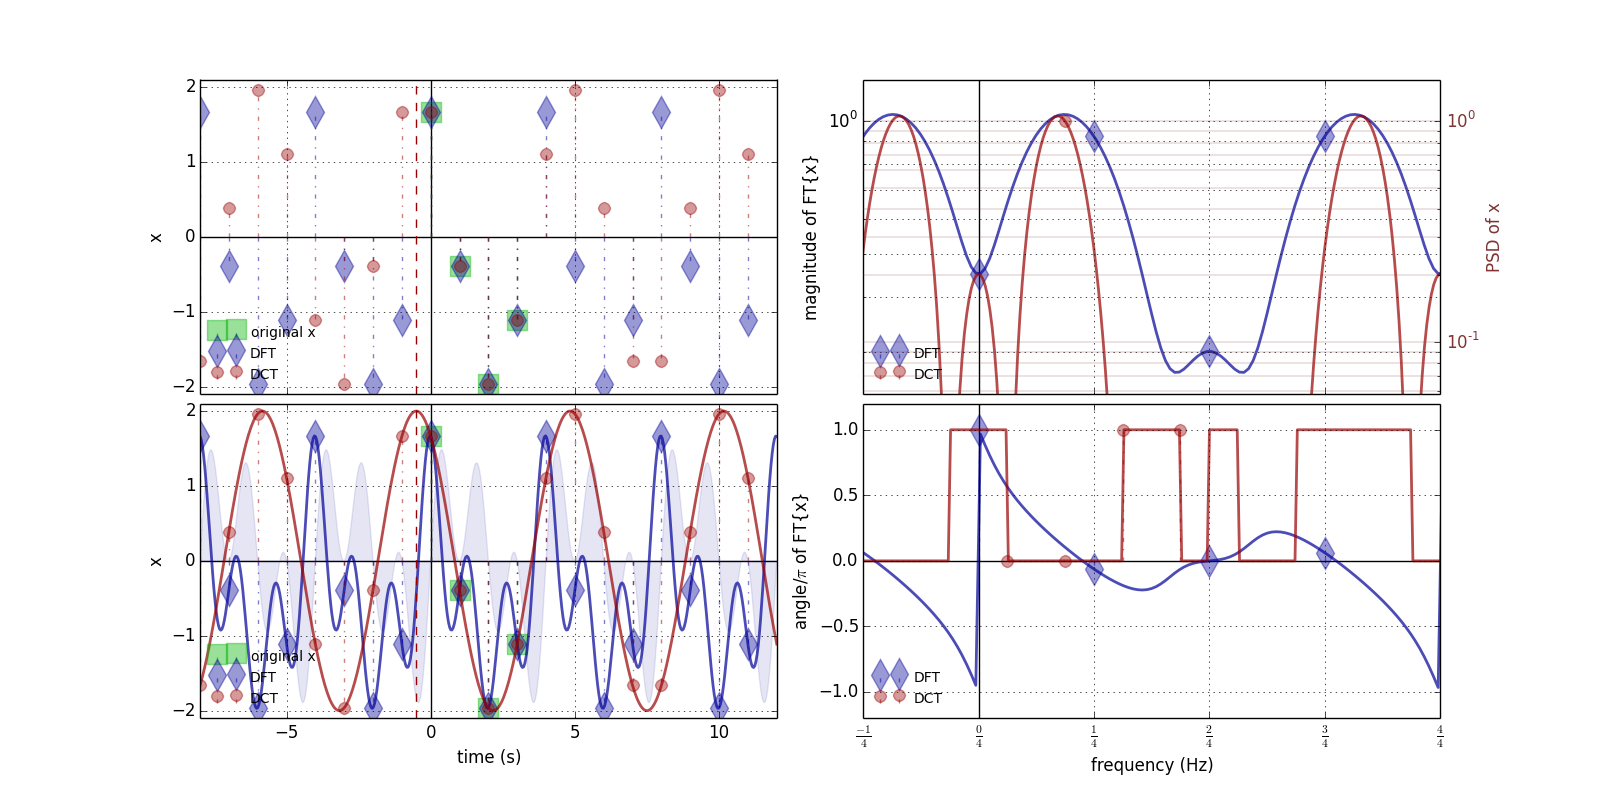 2
1
0
−1
−2
x
original x
DFT
DCT
2
1
0
−1
−2
x
original x
DFT
DCT
−5
0
5
10
time (s)
10^0
magnitude of FT{x}
10^0
10^-1
PSD of x
DFT
DCT
1.0
0.5
0.0
−0.5
−1.0
angle/π of FT{x}
DFT
DCT
-1/4
0/4
1/4
2/4
3/4
4/4
frequency (Hz)